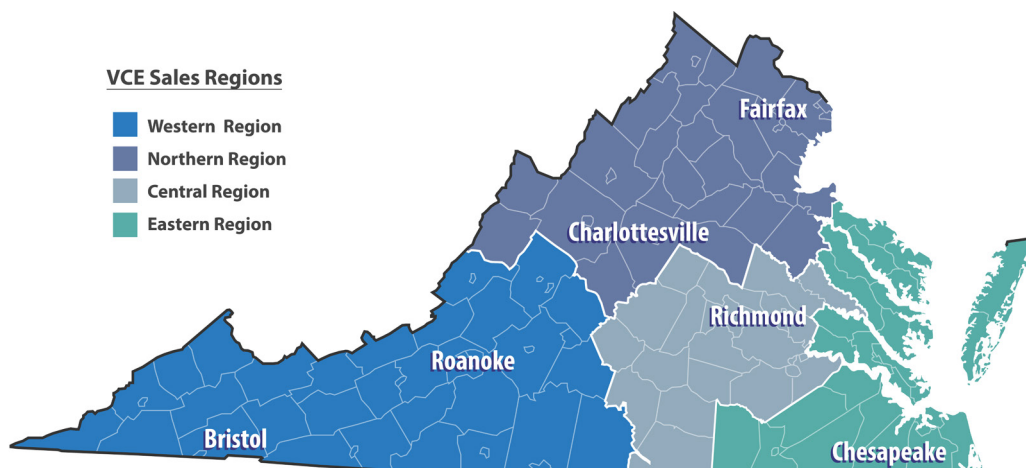 VCE Sales Regions
Western Region
Northern Region
Central Region
Eastern Region
Fairfax
Charlottesville
Richmond
Roanoke
Bristol
Chesapeake